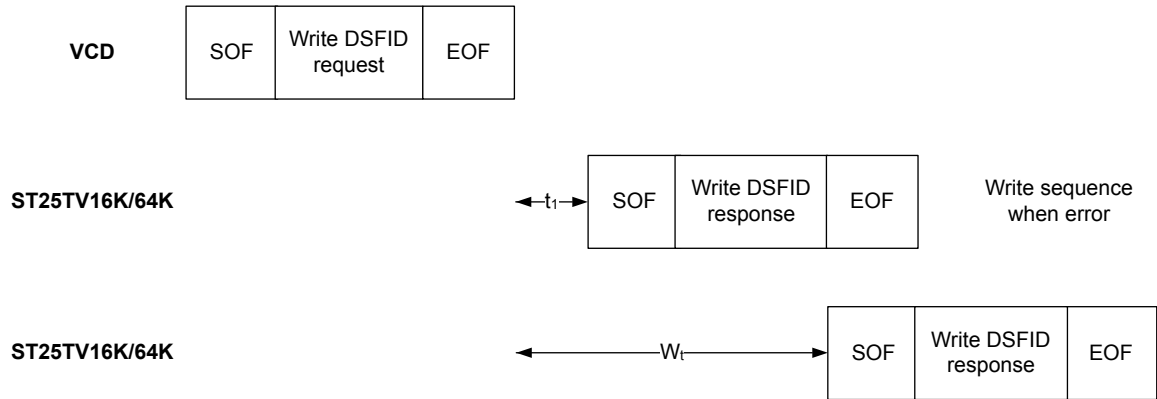 VCD
SOF
Write DSFID
request
EOF
ST25TV16K/64K
t₁
SOF
Write DSFID
response
EOF
Write sequence
when error
ST25TV16K/64K
Wₜ
SOF
Write DSFID
response
EOF